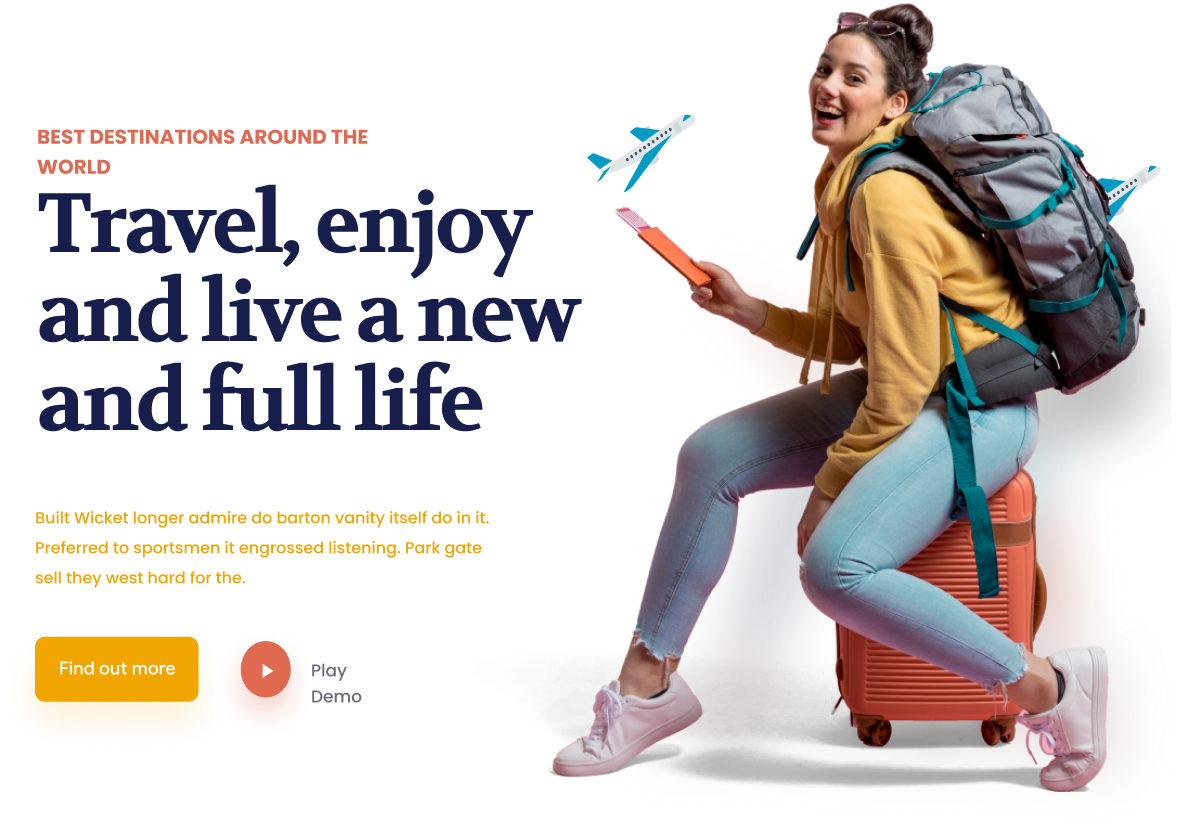 BEST DESTINATIONS AROUND THE
WORLD
Travel, enjoy
and live a new
and full life
Built Wicket longer admire do barton vanity itself do in it.
Preferred to sportsmen it engrossed listening. Park gate
sell they west hard for the.
Find out more
Play
Demo